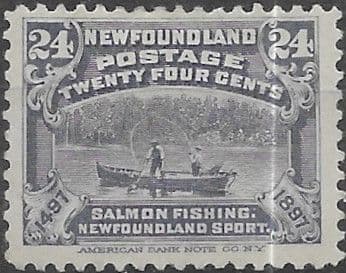 24 NEWFOUNDLAND 24
POSTAGE
TWENTY FOUR CENTS
1497 1897
SALMON FISHING.
NEWFOUNDLAND SPORT.
AMERICAN BANK NOTE CO. N.Y.